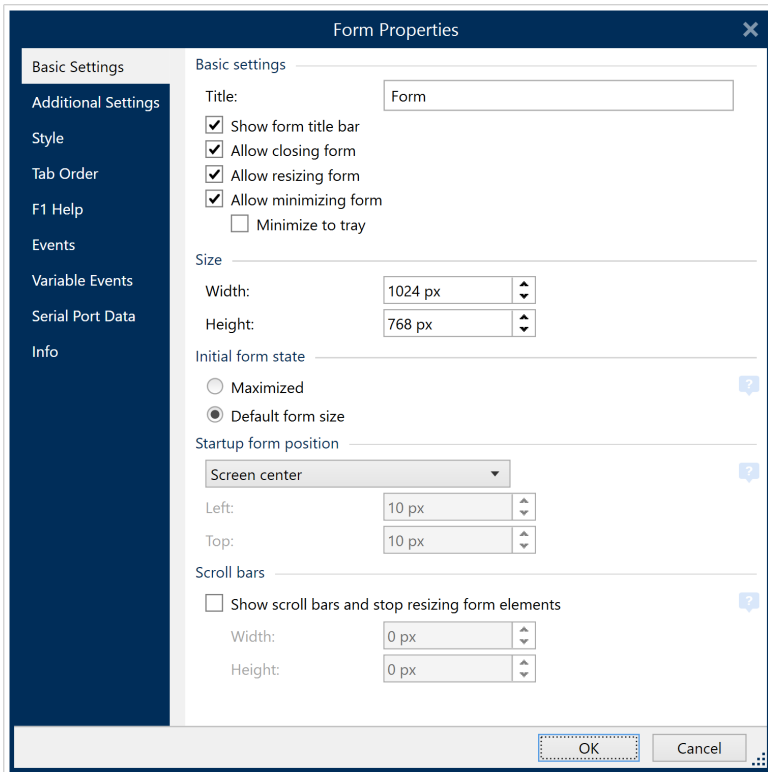 Form Properties
Basic Settings
Additional Settings
Style
Tab Order
F1 Help
Events
Variable Events
Serial Port Data
Info
Basic settings
Title: Form
Show form title bar
Allow closing form
Allow resizing form
Allow minimizing form
Minimize to tray
Size
Width: 1024 px
Height: 768 px
Initial form state
Maximized
?
Default form size
Startup form position
Screen center
?
Left: 10 px
Top: 10 px
Scroll bars
Show scroll bars and stop resizing form elements
?
Width: 0 px
Height: 0 px
OK Cancel